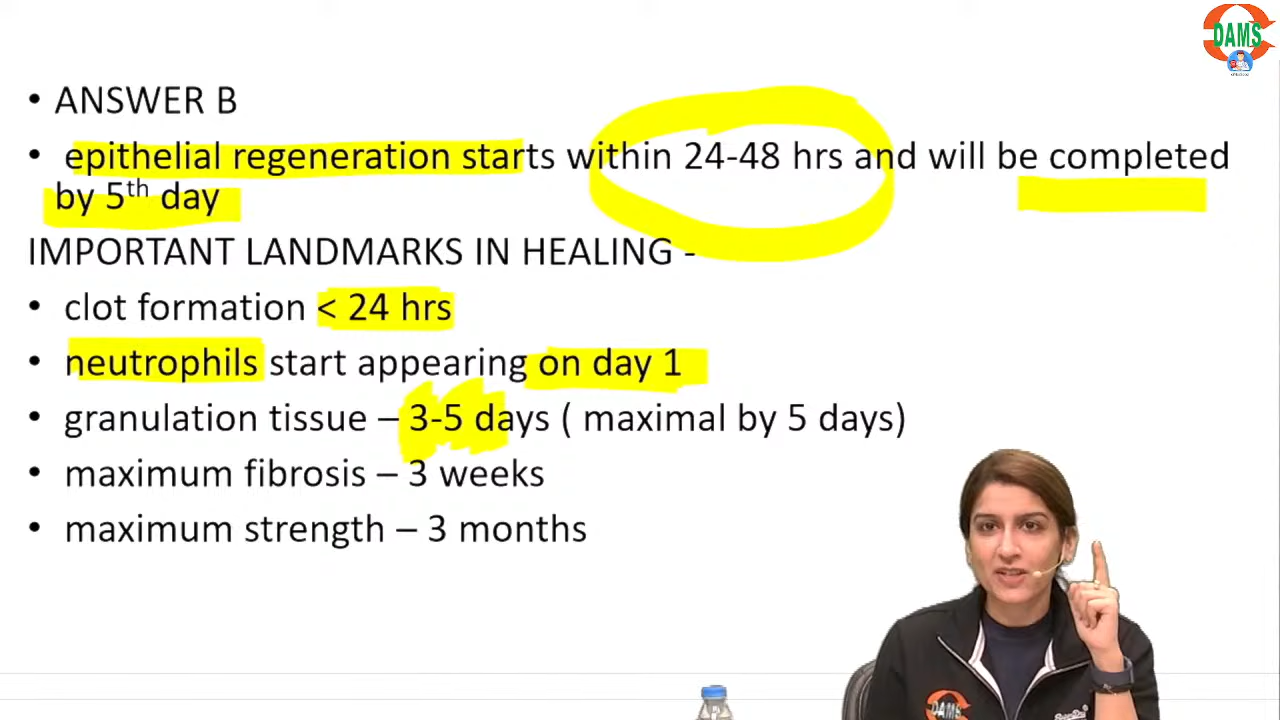 DAMS
• ANSWER B
• epithelial regeneration starts within 24-48 hrs and will be completed
by 5th day
IMPORTANT LANDMARKS IN HEALING -
• clot formation < 24 hrs
• neutrophils start appearing on day 1
• granulation tissue – 3-5 days ( maximal by 5 days)
• maximum fibrosis – 3 weeks
• maximum strength – 3 months
DAMS